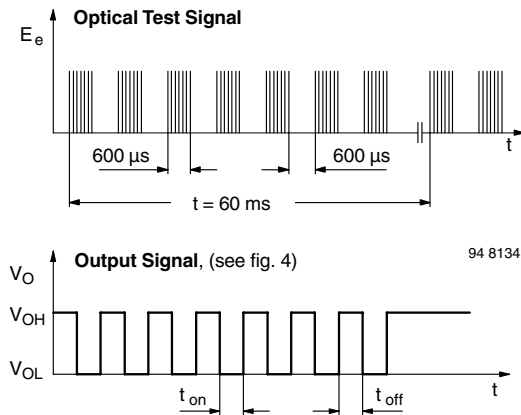 Optical Test Signal
E e
t
600 µs
600 µs
t = 60 ms
Output Signal, (see fig. 4)
94 8134
V O
V OH
V OL
t on
t off
t